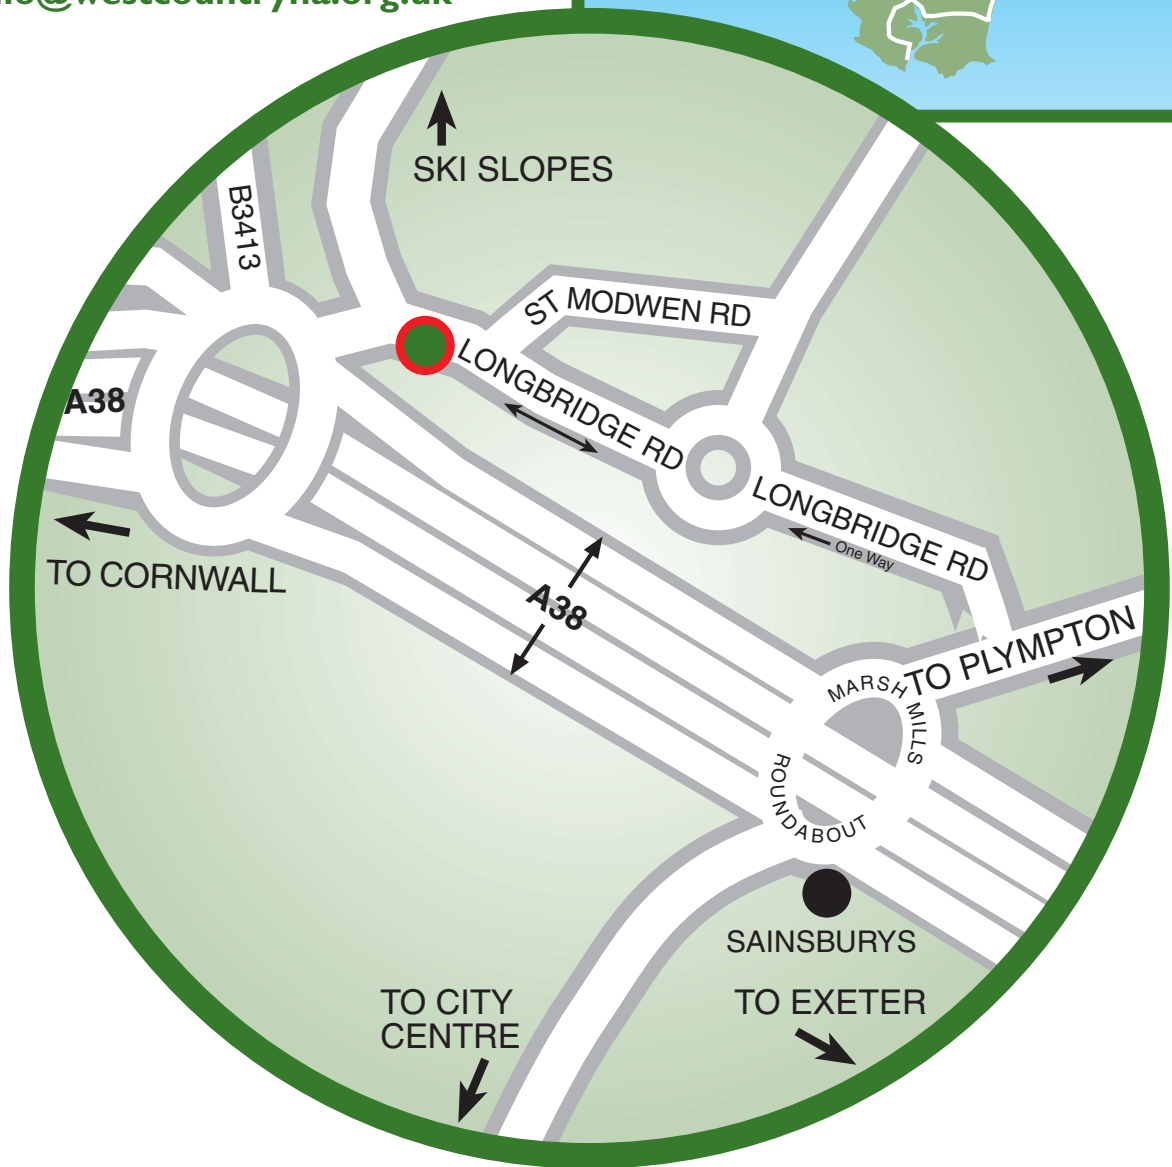 SKI SLOPES
B3413
ST MODWEN RD
LONGBRIDGE RD
A38
LONGBRIDGE RD
One Way
TO CORNWALL
A38
TO PLYMPTON
MARSH MILLS
ROUNDABOUT
SAINSBURYS
TO CITY
CENTRE
TO EXETER